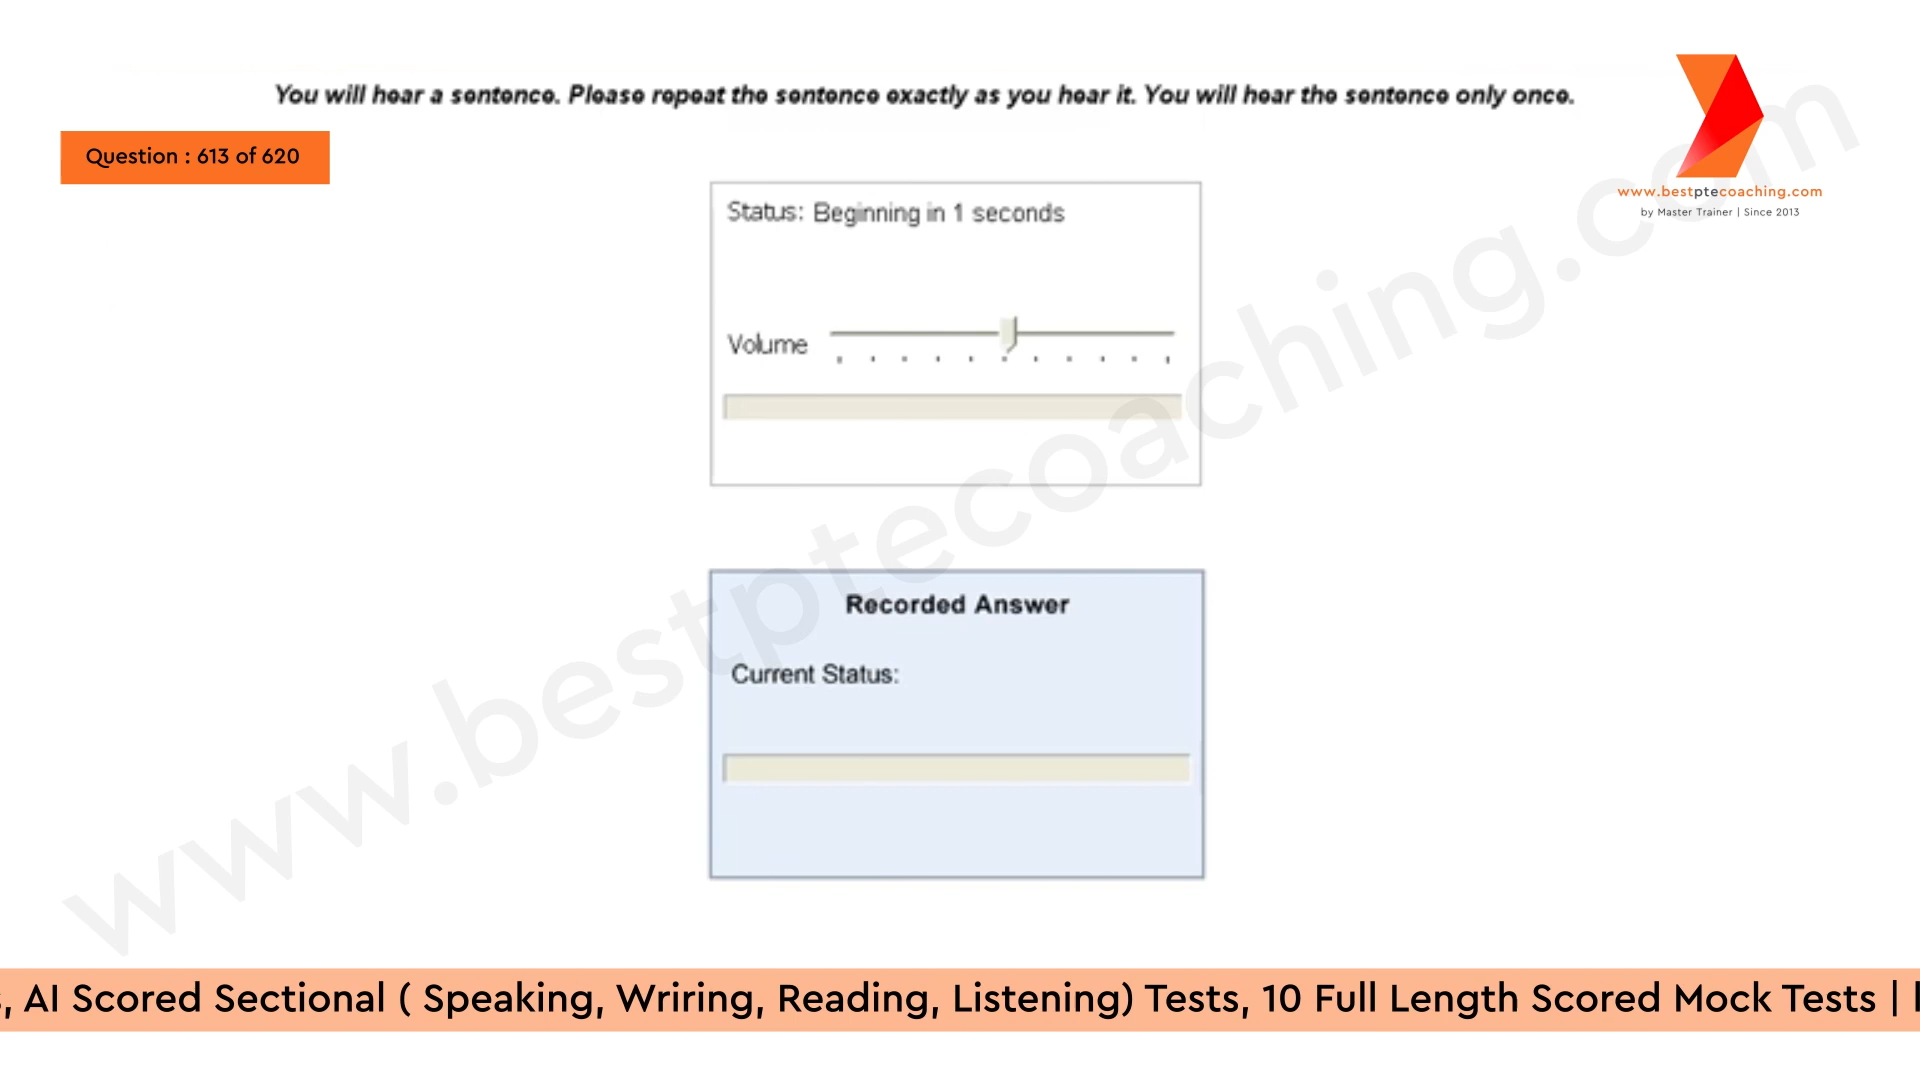 You will hear a sentence. Please repeat the sentence exactly as you hear it. You will hear the sentence only once.
Question : 613 of 620
www.bestptecoaching.com
by Master Trainer | Since 2013
Status: Beginning in 1 seconds
Volume
www.bestptecoaching.com
Recorded Answer
Current Status:
, AI Scored Sectional ( Speaking, Wriring, Reading, Listening) Tests, 10 Full Length Scored Mock Tests |